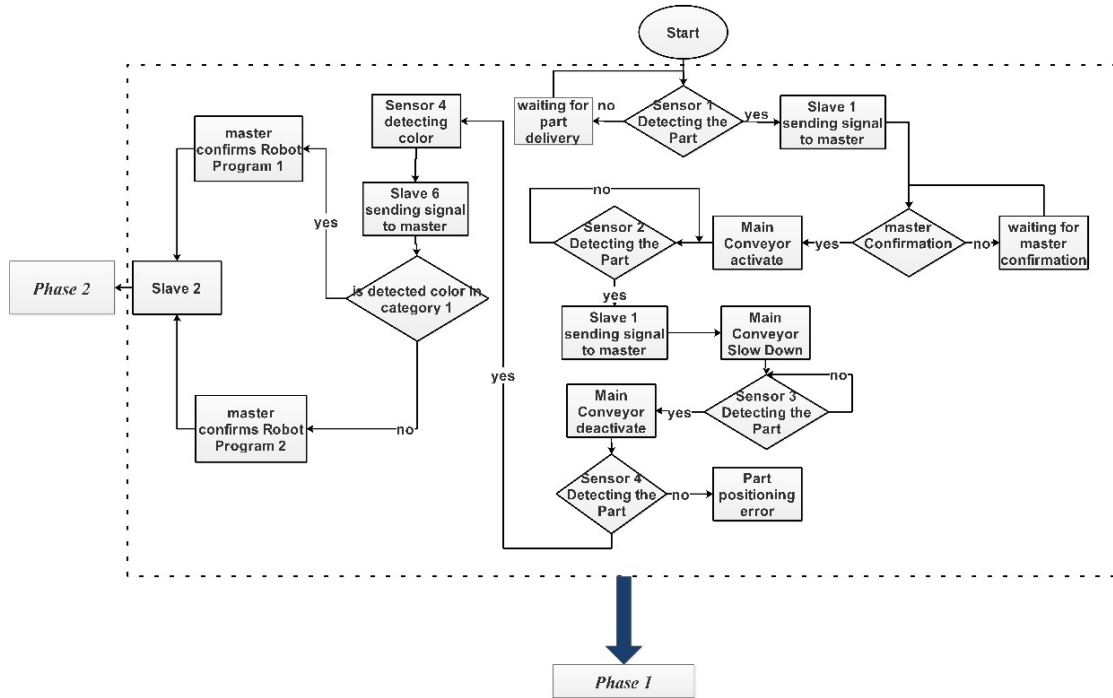 Start
Sensor 1
Detecting the
Part
no
waiting for
part
delivery
yes
Slave 1
sending signal
to master
master
Confirmation
no
waiting for
master
confirmation
yes
Main
Conveyor
activate
Sensor 2
Detecting the
Part
no
yes
Slave 1
sending signal
to master
Main
Conveyor
Slow Down
Sensor 3
Detecting the
Part
no
yes
Main
Conveyor
deactivate
Sensor 4
Detecting the
Part
no
Part
positioning
error
yes
Sensor 4
detecting
color
Slave 6
sending signal
to master
is detected color in
category 1
yes
master
confirms Robot
Program 1
no
master
confirms Robot
Program 2
Slave 2
Phase 2
Phase 1